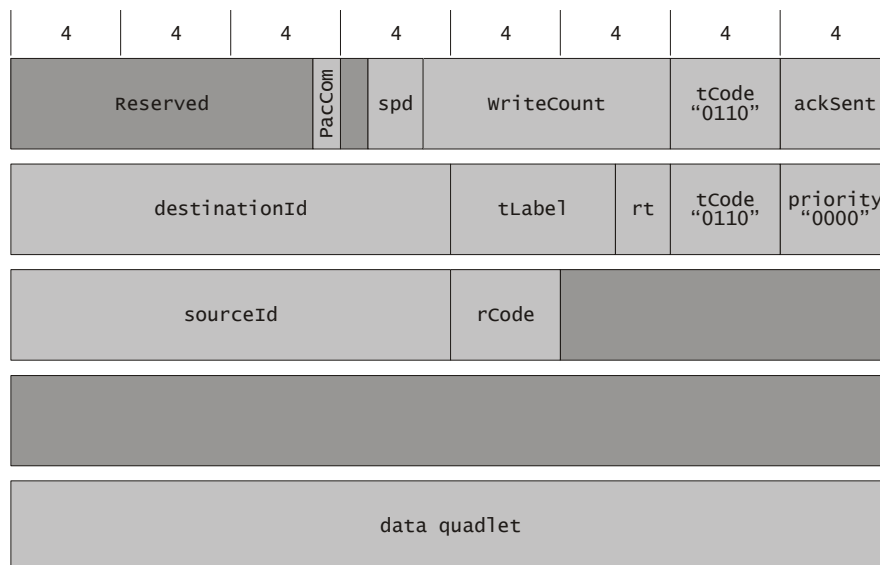 4 4 4 4 4 4 4 4
Reserved PacCom spd WriteCount tCode “0110” ackSent
destinationId tLabel rt tCode “0110” priority “0000”
sourceId rCode
data quadlet